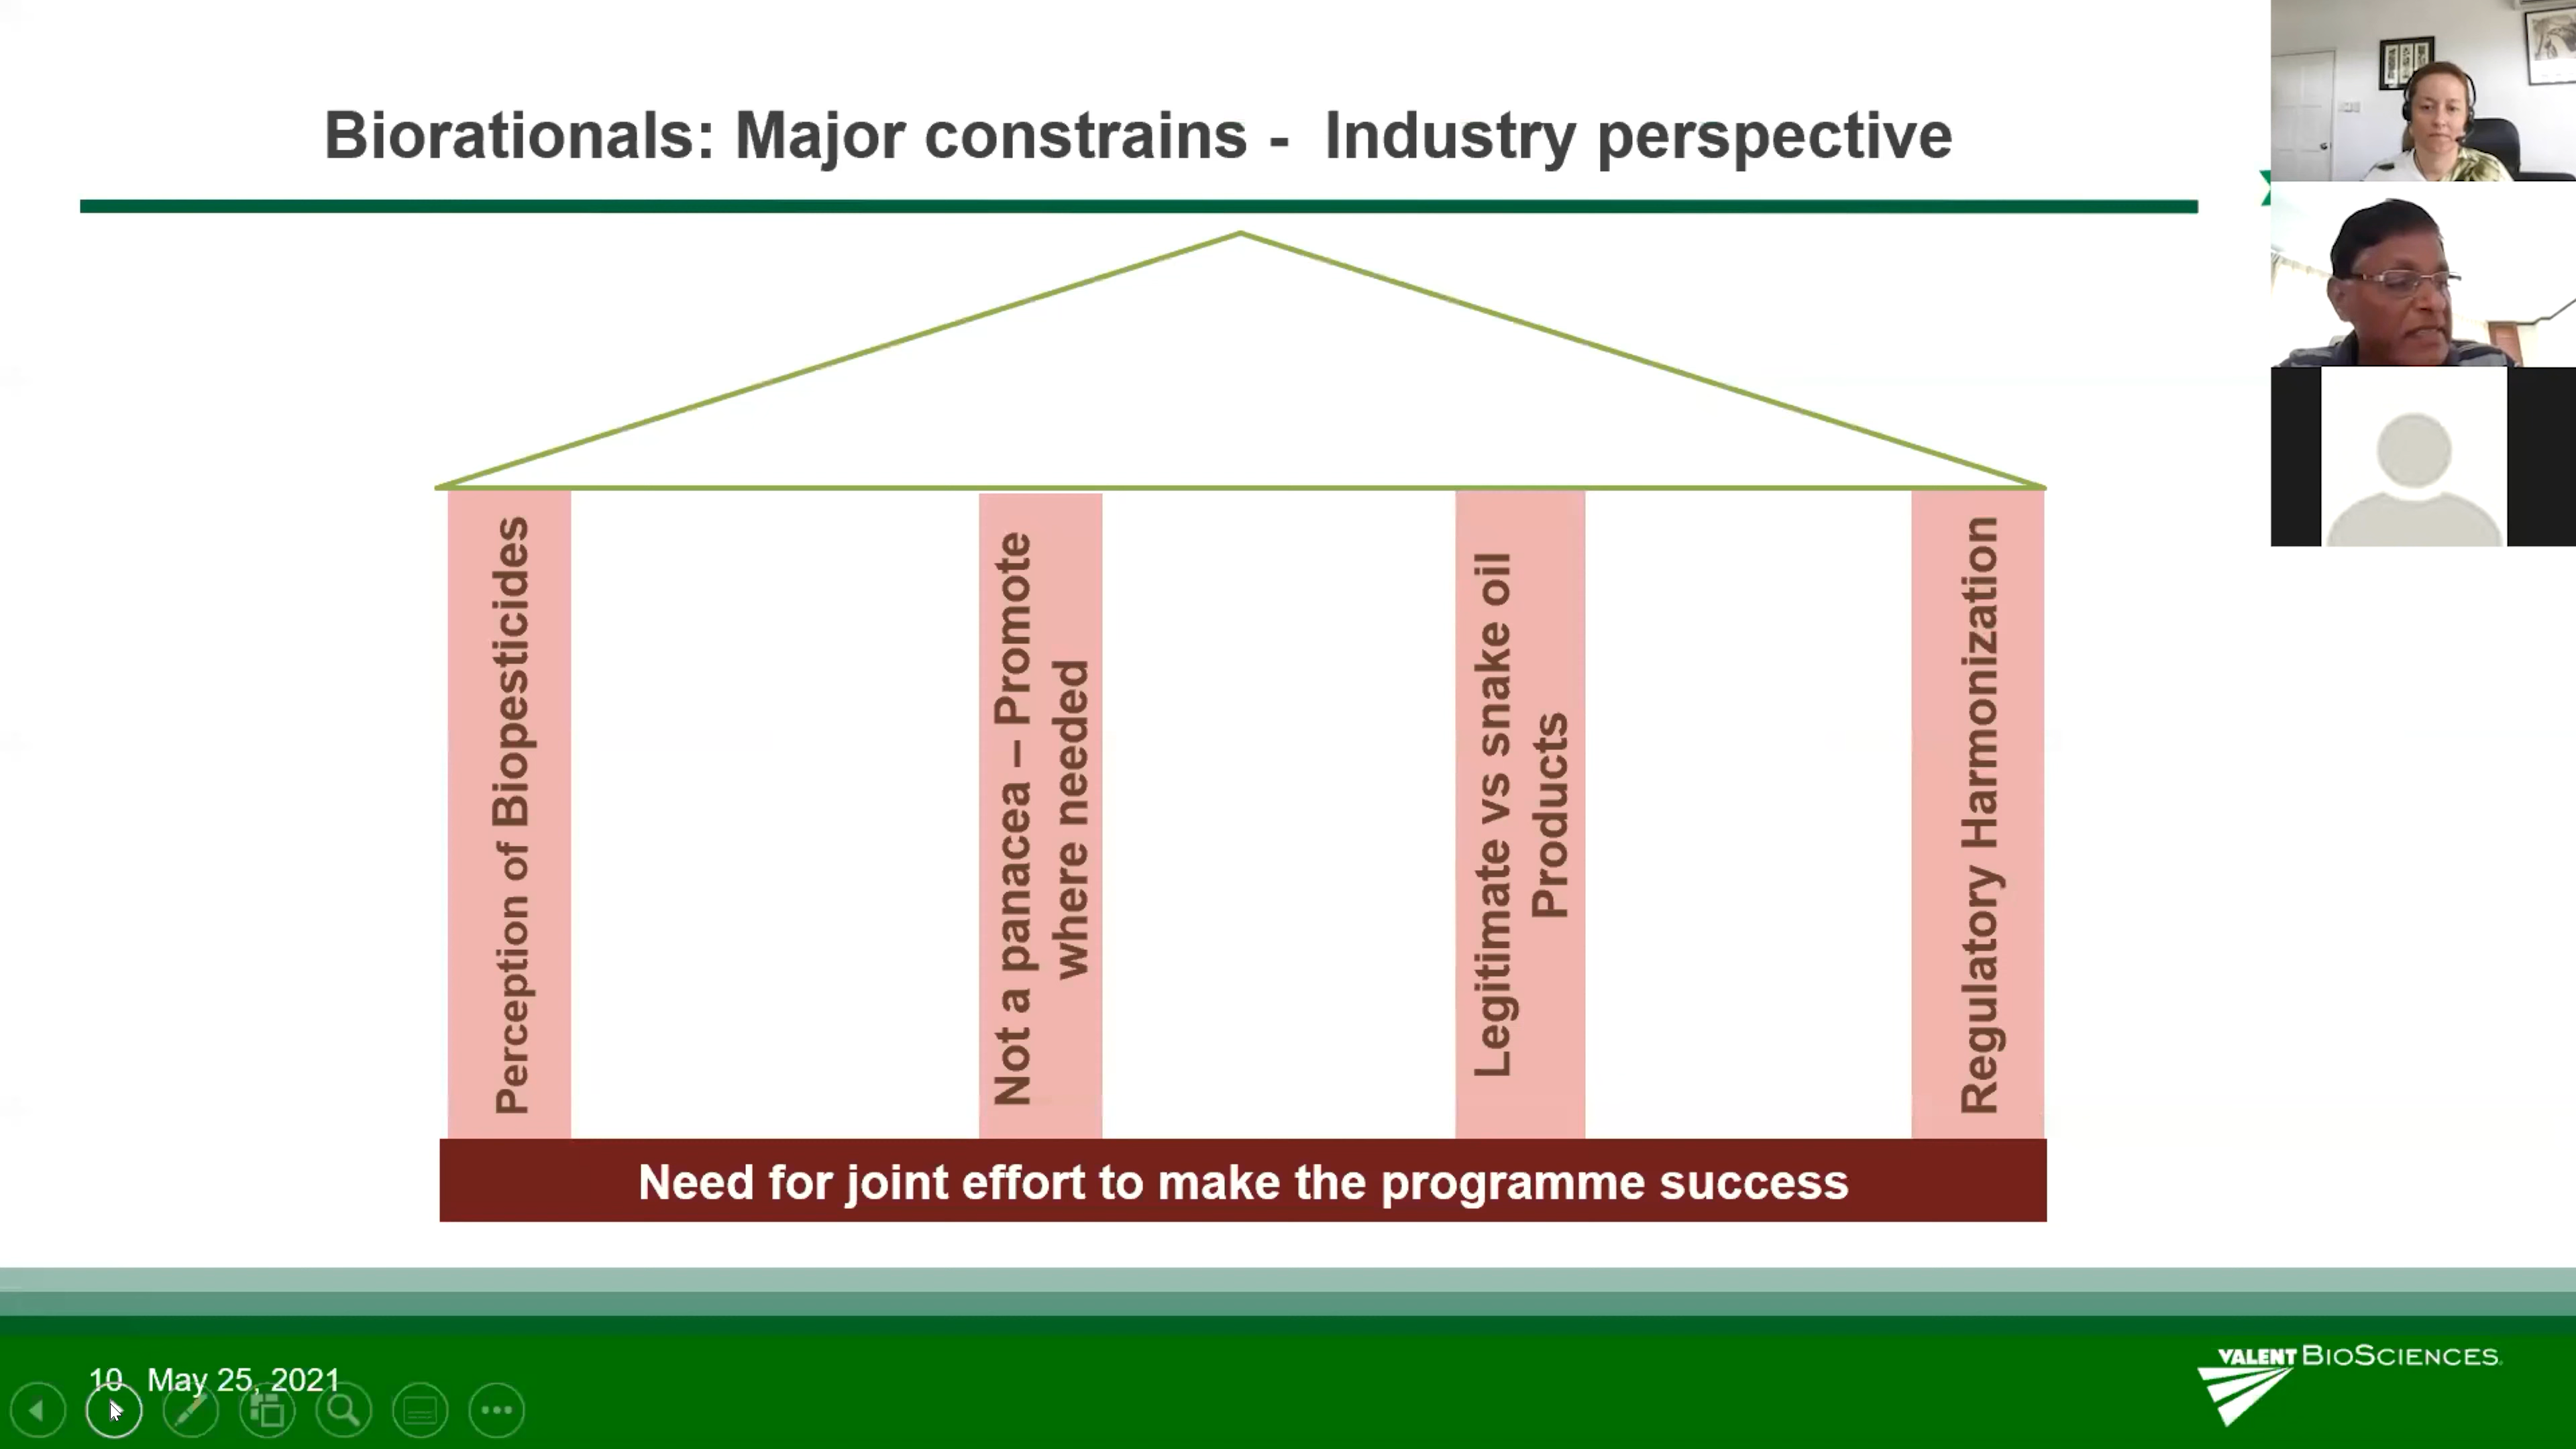 Biorationals: Major constrains -  Industry perspective
Perception of Biopesticides
Not a panacea – Promote
where needed
Legitimate vs snake oil
Products
Regulatory Harmonization
Need for joint effort to make the programme success
10 May 25, 2021
VALENT BIOSCIENCES